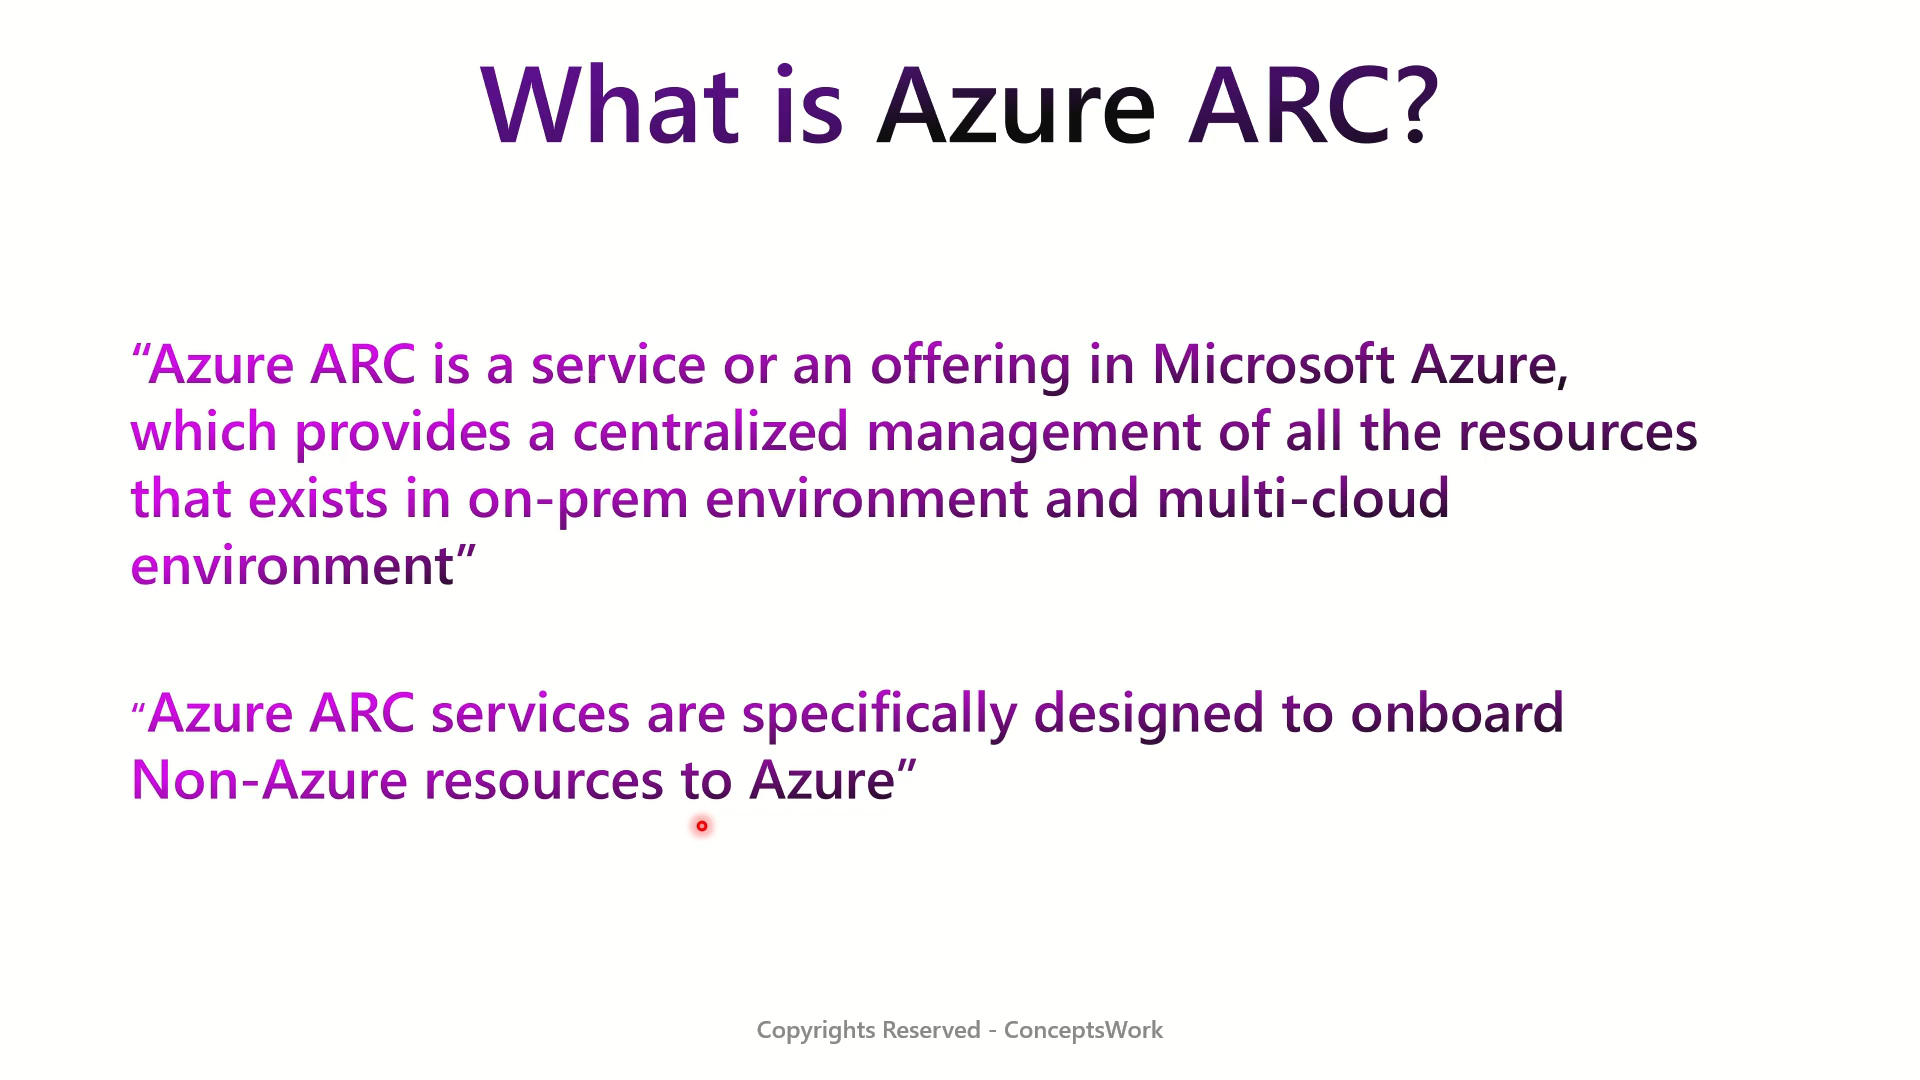 What is Azure ARC?
“Azure ARC is a service or an offering in Microsoft Azure,
which provides a centralized management of all the resources
that exists in on-prem environment and multi-cloud
environment”
“Azure ARC services are specifically designed to onboard
Non-Azure resources to Azure”
Copyrights Reserved - ConceptsWork